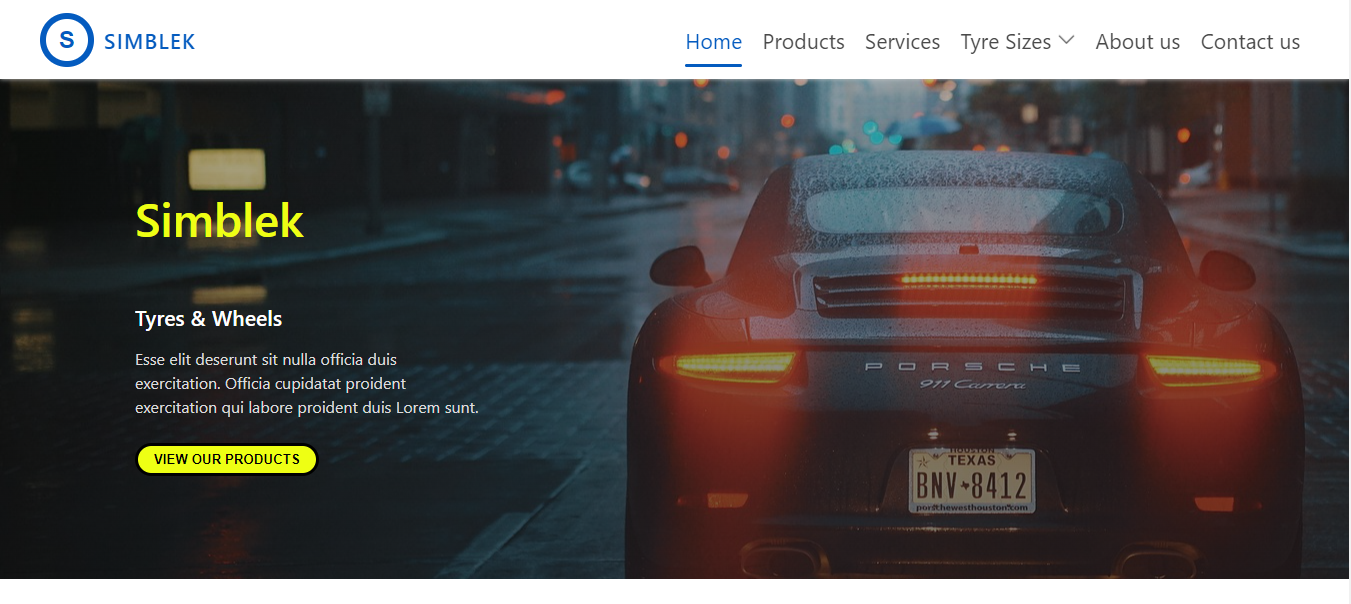 S SIMBLEK
Home Products Services Tyre Sizes About us Contact us
Simblek
Tyres & Wheels
Esse elit deserunt sit nulla officia duis
exercitation. Officia cupidatat proident
exercitation qui labore proident duis Lorem sunt.
VIEW OUR PRODUCTS
PORSCHE
911 Carrera
HOUSTON
TEXAS
BNV 8412
porschewesthouston.com